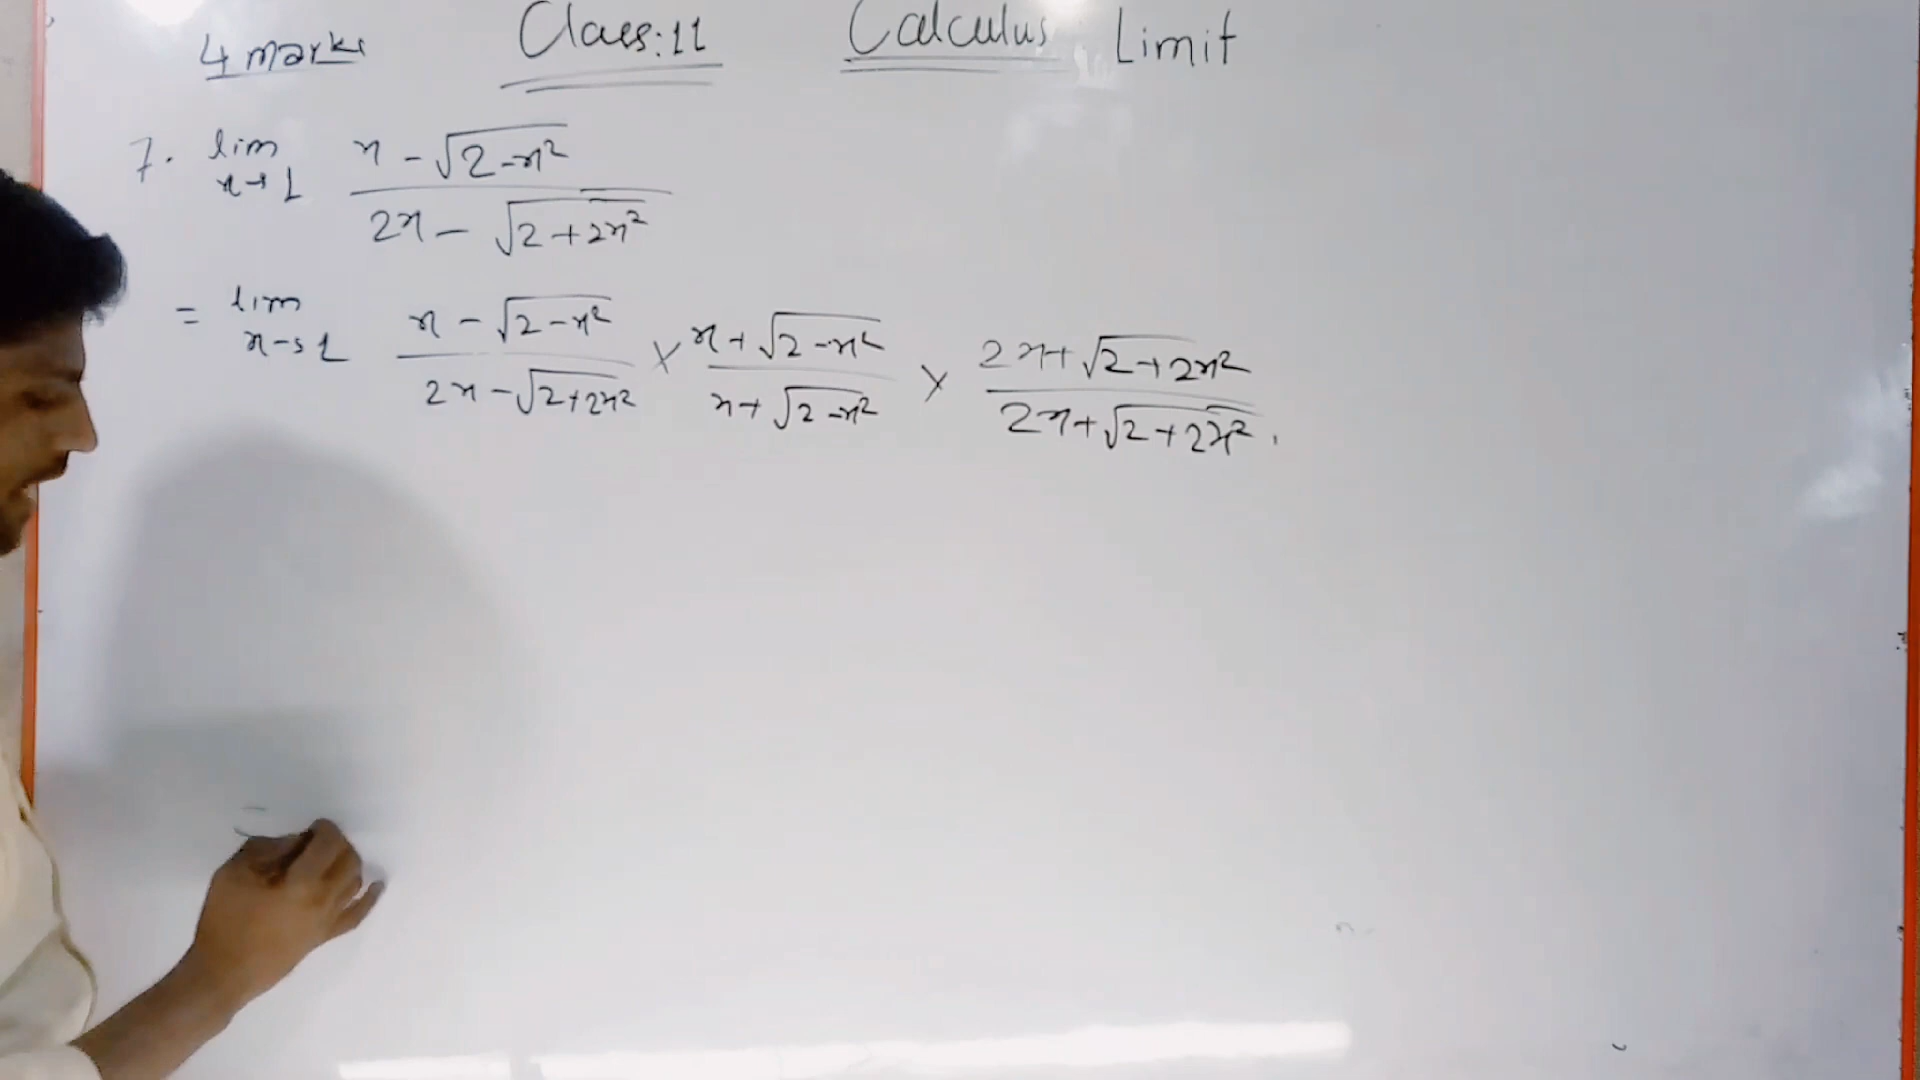 4 marks Class: 11 Calculus Limit
7. lim x→1 (x - √(2 - x²)) / (2x - √(2 + 2x²))
= lim x→1 (x - √(2 - x²)) / (2x - √(2 + 2x²)) × (x + √(2 - x²)) / (x + √(2 - x²)) × (2x + √(2 + 2x²)) / (2x + √(2 + 2x²)).